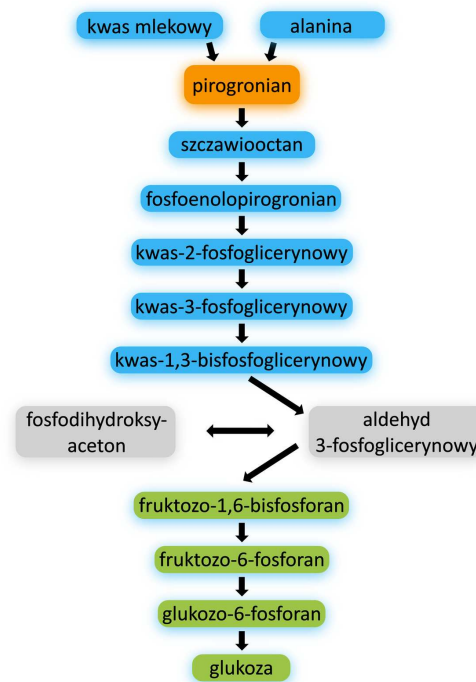 kwas mlekowy
alanina
pirogronian
szczawiooctan
fosfoenolopirogronian
kwas-2-fosfoglicerynowy
kwas-3-fosfoglicerynowy
kwas-1,3-bisfosfoglicerynowy
fosfodihydroksy-
aceton
aldehyd
3-fosfoglicerynowy
fruktozo-1,6-bisfosforan
fruktozo-6-fosforan
glukozo-6-fosforan
glukoza